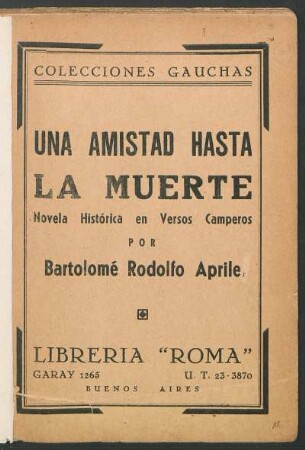 COLECCIONES GAUCHAS
UNA AMISTAD HASTA
LA MUERTE
Novela Histórica en Versos Camperos
POR
Bartolomé Rodolfo Aprile
LIBRERIA "ROMA"
GARAY 1265 U. T. 23-3870
BUENOS AIRES